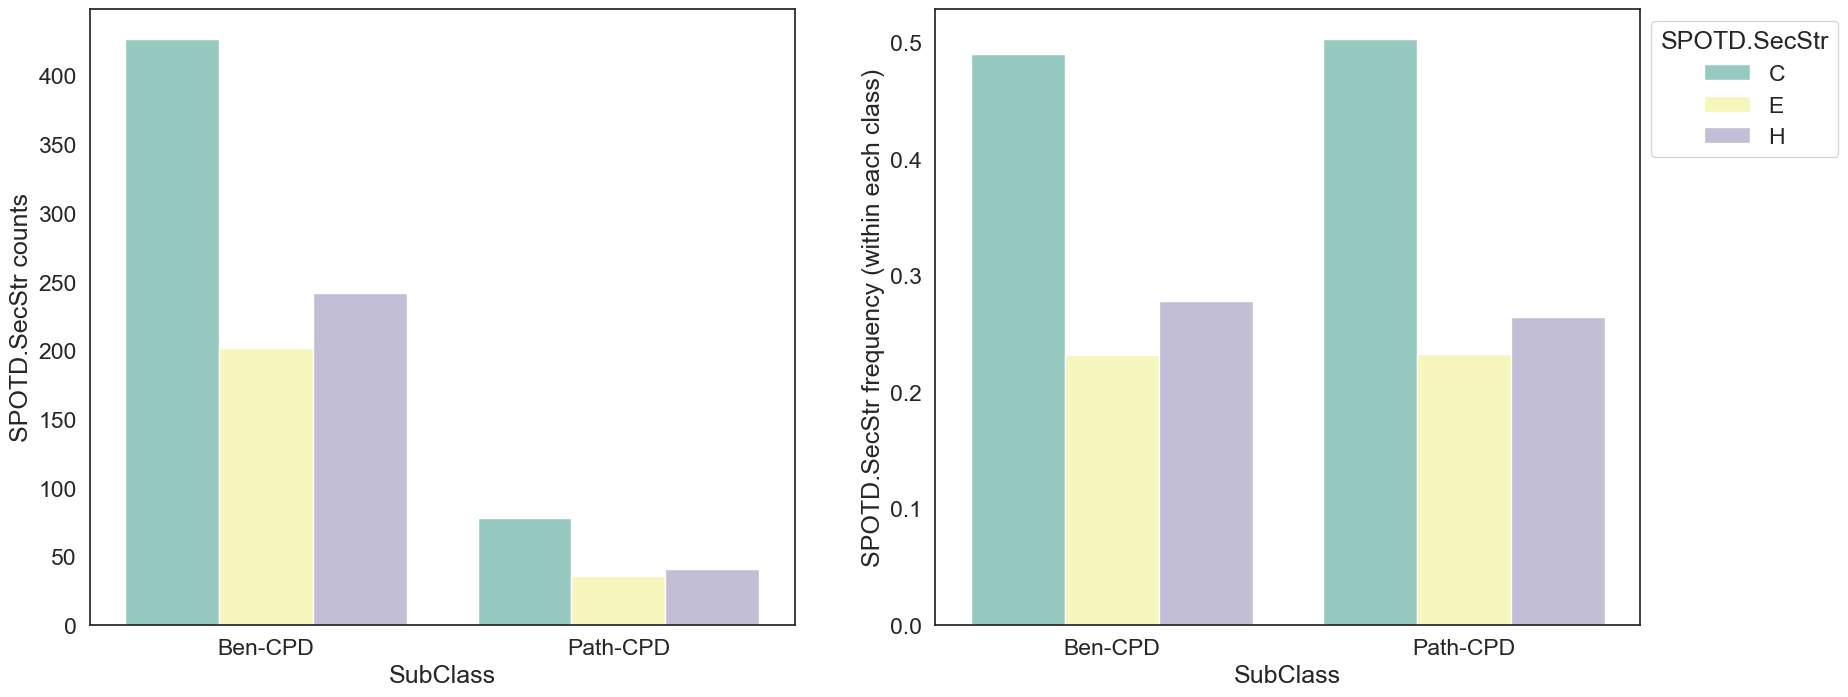 SPOTD.SecStr counts
400
350
300
250
200
150
100
50
0
Ben-CPD
Path-CPD
SubClass
SPOTD.SecStr frequency (within each class)
0.5
0.4
0.3
0.2
0.1
0.0
Ben-CPD
Path-CPD
SubClass
SPOTD.SecStr
C
E
H